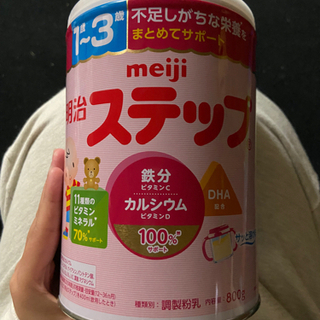 1歳~3歳
不足しがちな栄養を
まとめてサポート
meiji
明治
ステップ
鉄分
ビタミンC
カルシウム
ビタミンD
100%
サポート
DHA
11種類の
ビタミン
ミネラル
70%サポート
種類別：調製粉乳
内容量：800g